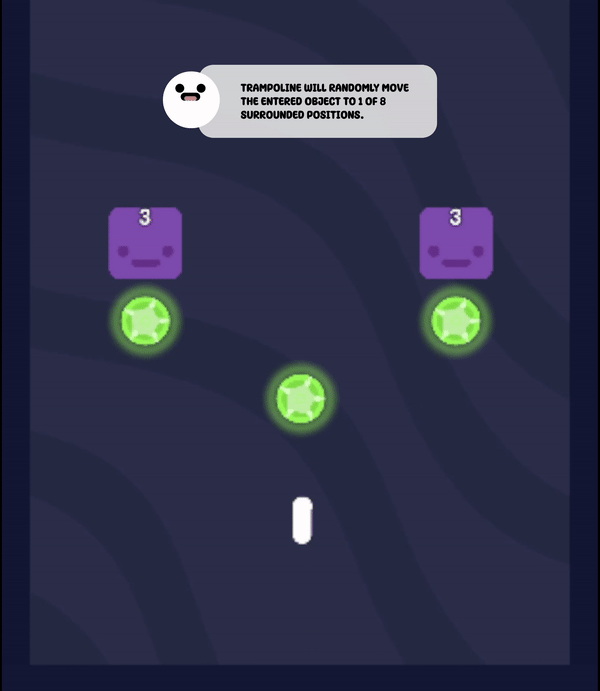 TRAMPOLINE WILL RANDOMLY MOVE
THE ENTERED OBJECT TO 1 OF 8
SURROUNDED POSITIONS.
3 3